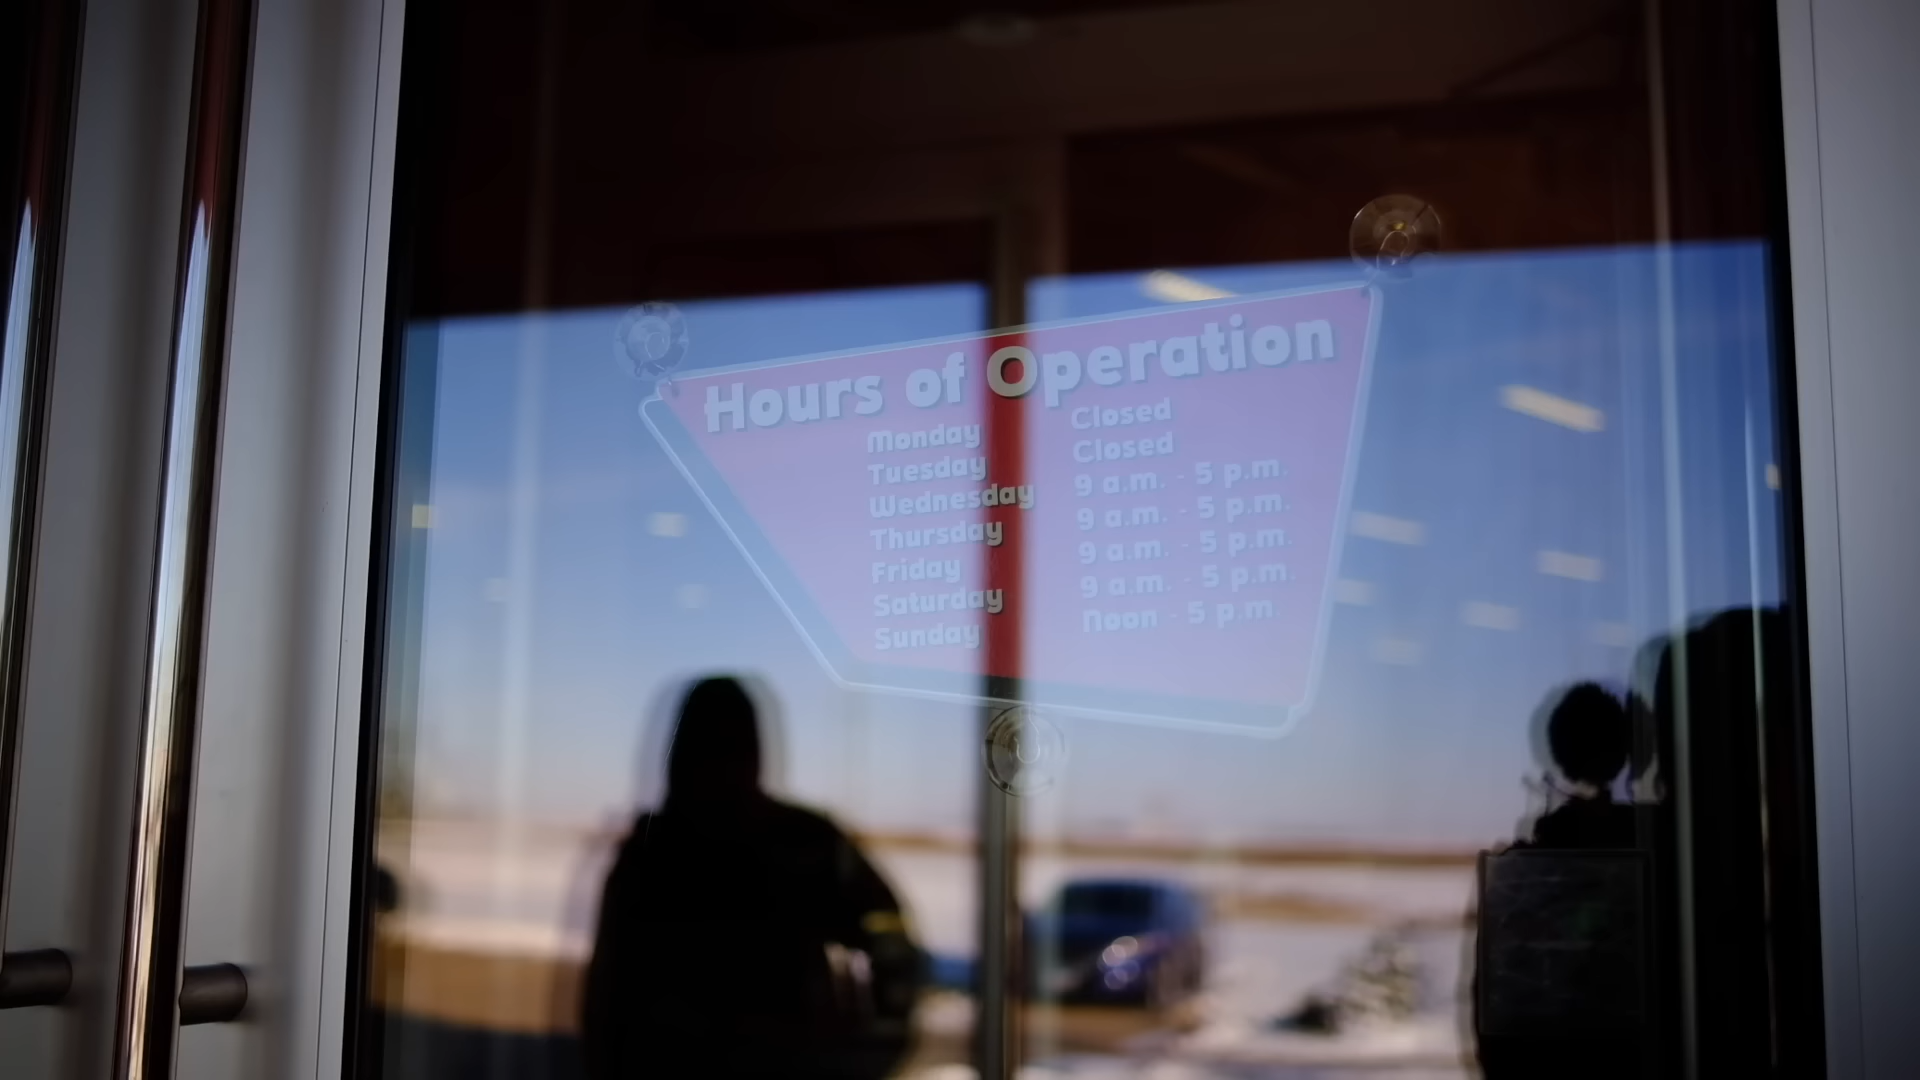 Hours of Operation
Monday Closed
Tuesday Closed
Wednesday 9 a.m. - 5 p.m.
Thursday 9 a.m. - 5 p.m.
Friday 9 a.m. - 5 p.m.
Saturday 9 a.m. - 5 p.m.
Sunday Noon - 5 p.m.